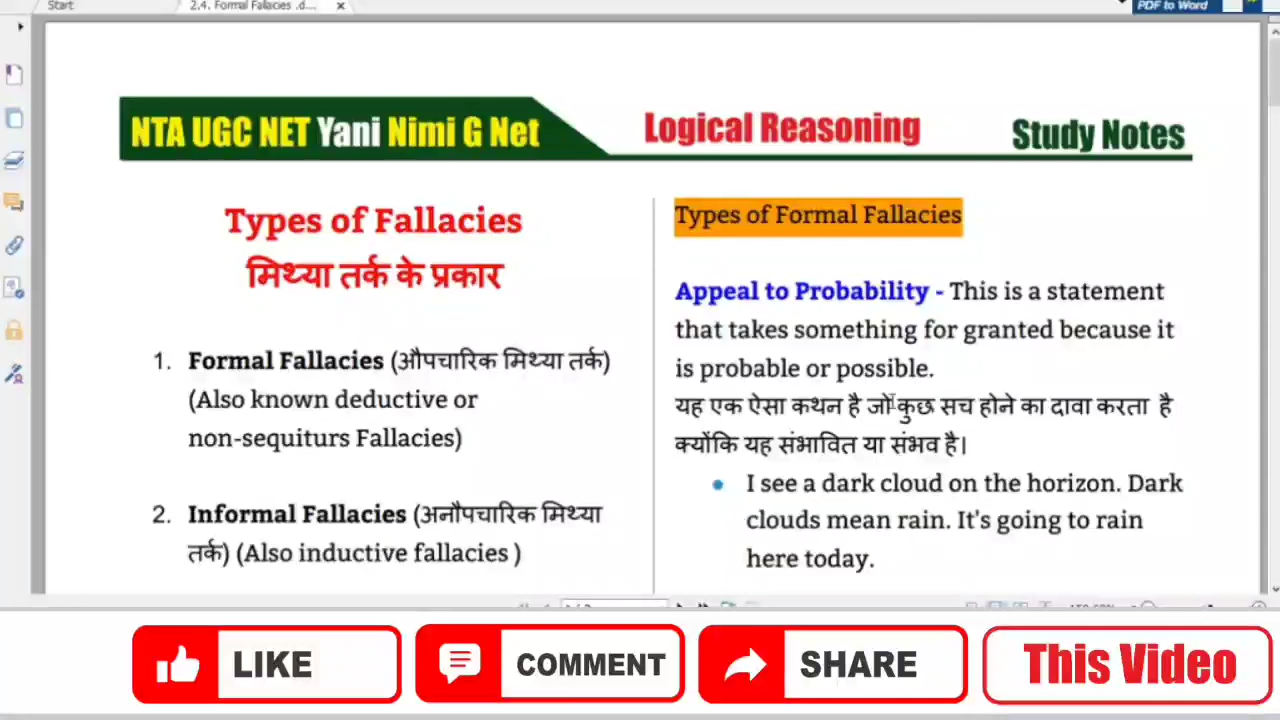 Start
2.4. Formal Fallacies .d...
PDF to Word
NTA UGC NET Yani Nimi G Net
Logical Reasoning
Study Notes
Types of Fallacies
मिथ्या तर्क के प्रकार
1. Formal Fallacies (औपचारिक मिथ्या तर्क)
(Also known deductive or
non-sequiturs Fallacies)
2. Informal Fallacies (अनौपचारिक मिथ्या
तर्क) (Also inductive fallacies )
Types of Formal Fallacies
Appeal to Probability - This is a statement
that takes something for granted because it
is probable or possible.
यह एक ऐसा कथन है जो कुछ सच होने का दावा करता है
क्योंकि यह संभावित या संभव है।
I see a dark cloud on the horizon. Dark
clouds mean rain. It's going to rain
here today.
LIKE
COMMENT
SHARE
This Video